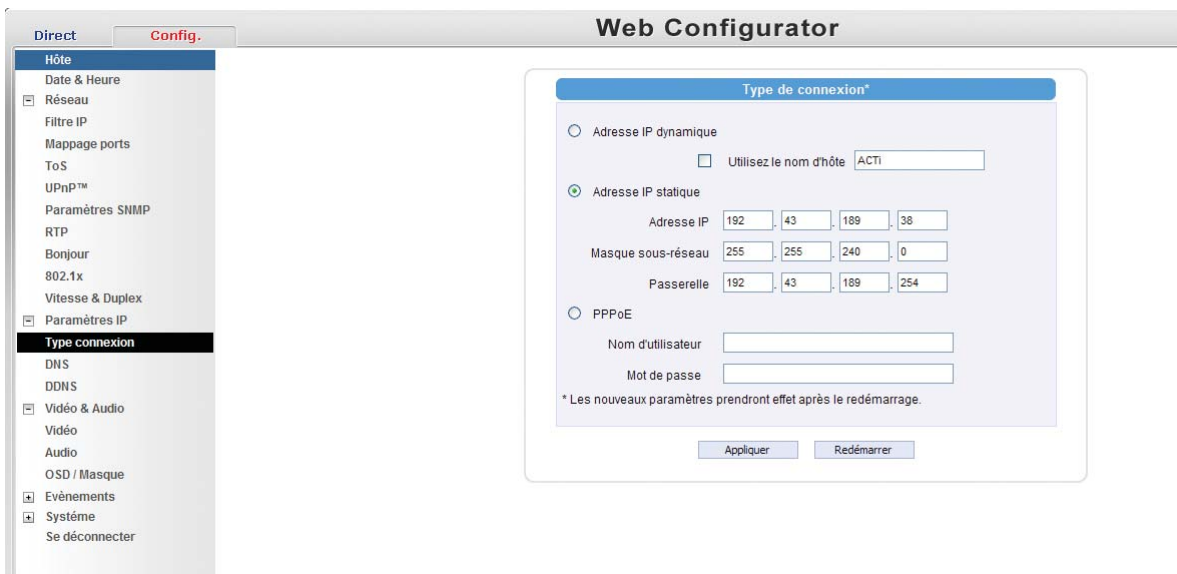 Direct
Config.
Web Configurator
Hôte
Date & Heure
Réseau
Filtre IP
Mappage ports
ToS
UPnP™
Paramètres SNMP
RTP
Bonjour
802.1x
Vitesse & Duplex
Paramètres IP
Type connexion
DNS
DDNS
Vidéo & Audio
Vidéo
Audio
OSD / Masque
Evènements
Systéme
Se déconnecter
Type de connexion*
Adresse IP dynamique
Utilisez le nom d'hôte ACTi
Adresse IP statique
Adresse IP 192 . 43 . 189 . 38
Masque sous-réseau 255 . 255 . 240 . 0
Passerelle 192 . 43 . 189 . 254
PPPoE
Nom d'utilisateur
Mot de passe
* Les nouveaux paramètres prendront effet après le redémarrage.
Appliquer Redémarrer